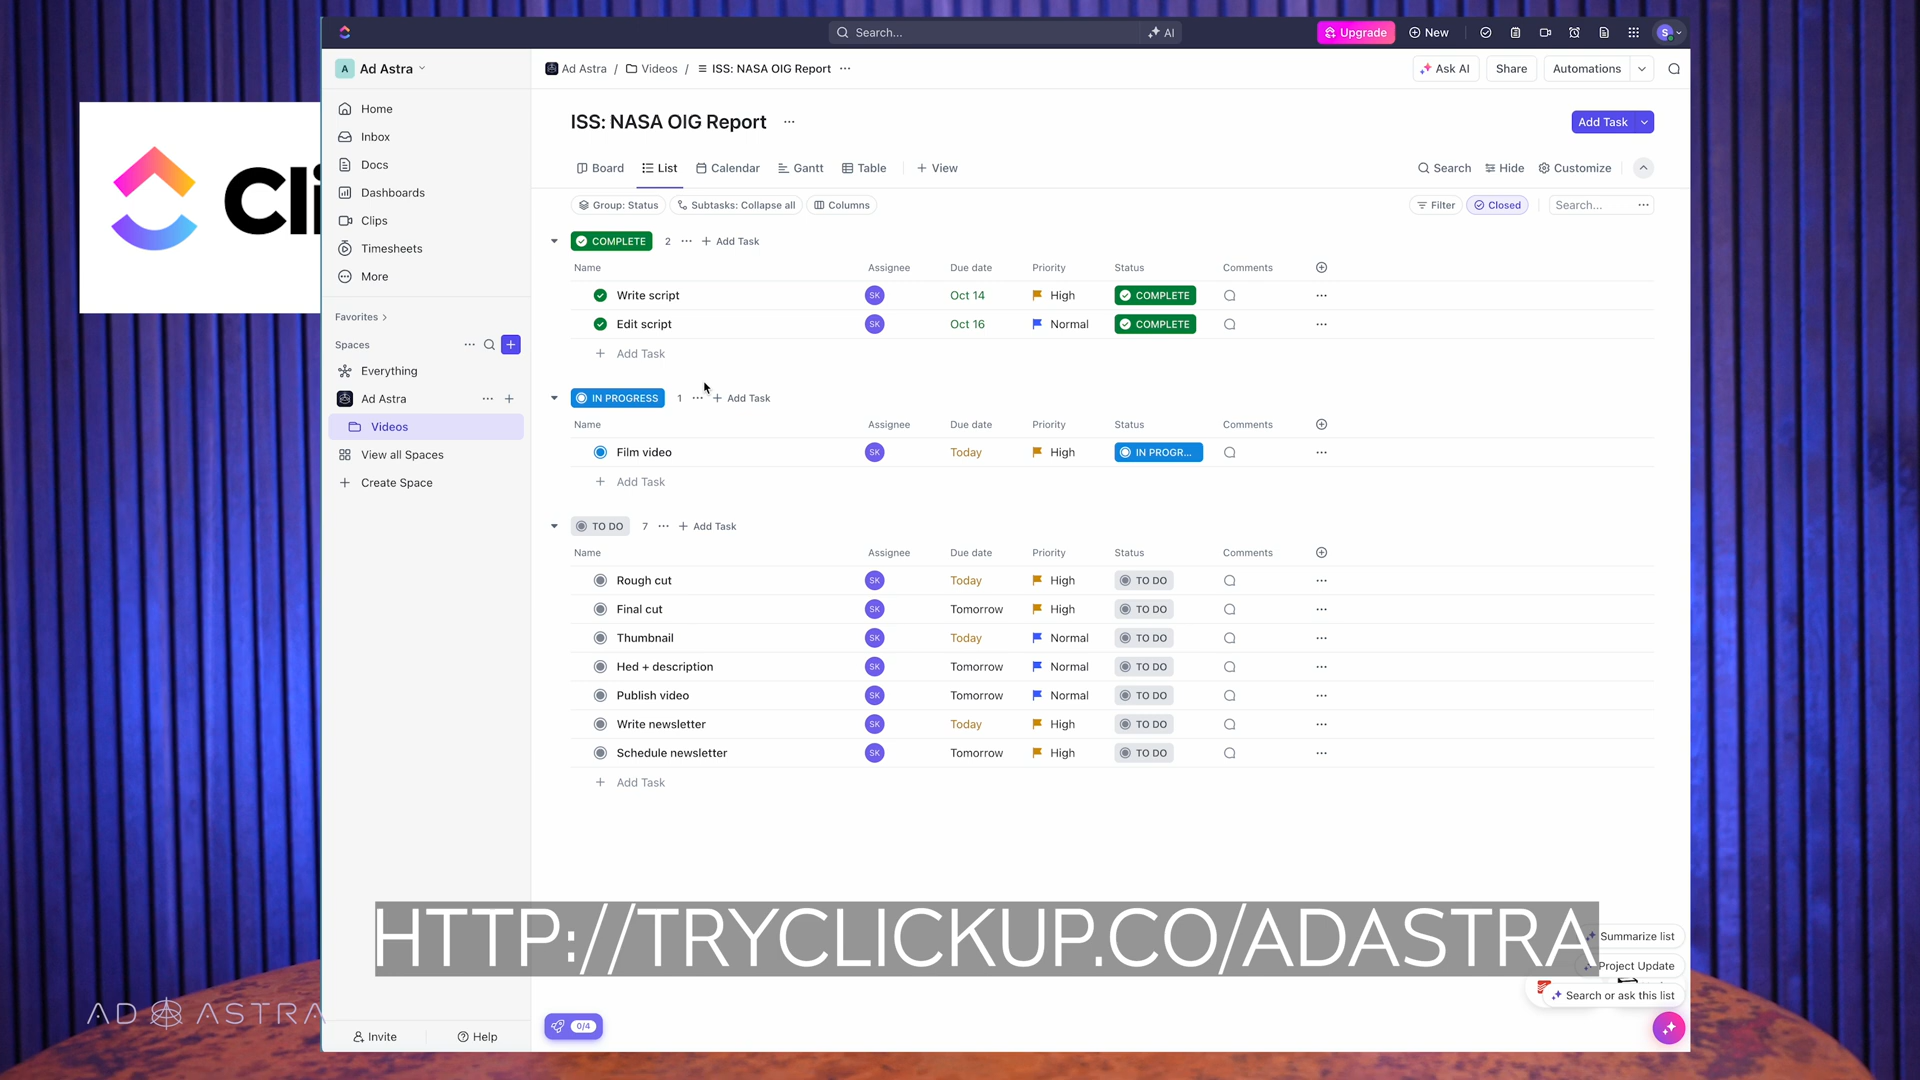 Cli
AD ASTRA
Search...
AI
Upgrade
New
S
A Ad Astra
Home
Inbox
Docs
Dashboards
Clips
Timesheets
More
Favorites
Spaces
Everything
Ad Astra
Videos
View all Spaces
Create Space
Invite
Help
Ad Astra / Videos / ISS: NASA OIG Report
Ask AI
Share
Automations
ISS: NASA OIG Report
Add Task
Board List Calendar Gantt Table + View
Search Hide Customize
Group: Status Subtasks: Collapse all Columns
Filter Closed Search...
COMPLETE 2 + Add Task
Name Assignee Due date Priority Status Comments
Write script SK Oct 14 High COMPLETE
Edit script SK Oct 16 Normal COMPLETE
+ Add Task
IN PROGRESS 1 + Add Task
Name Assignee Due date Priority Status Comments
Film video SK Today High IN PROGR...
+ Add Task
TO DO 7 + Add Task
Name Assignee Due date Priority Status Comments
Rough cut SK Today High TO DO
Final cut SK Tomorrow High TO DO
Thumbnail SK Today Normal TO DO
Hed + description SK Tomorrow Normal TO DO
Publish video SK Tomorrow Normal TO DO
Write newsletter SK Today High TO DO
Schedule newsletter SK Tomorrow High TO DO
+ Add Task
HTTP://TRYCLICKUP.CO/ADASTRA
Summarize list
Project Update
Search or ask this list
0/4